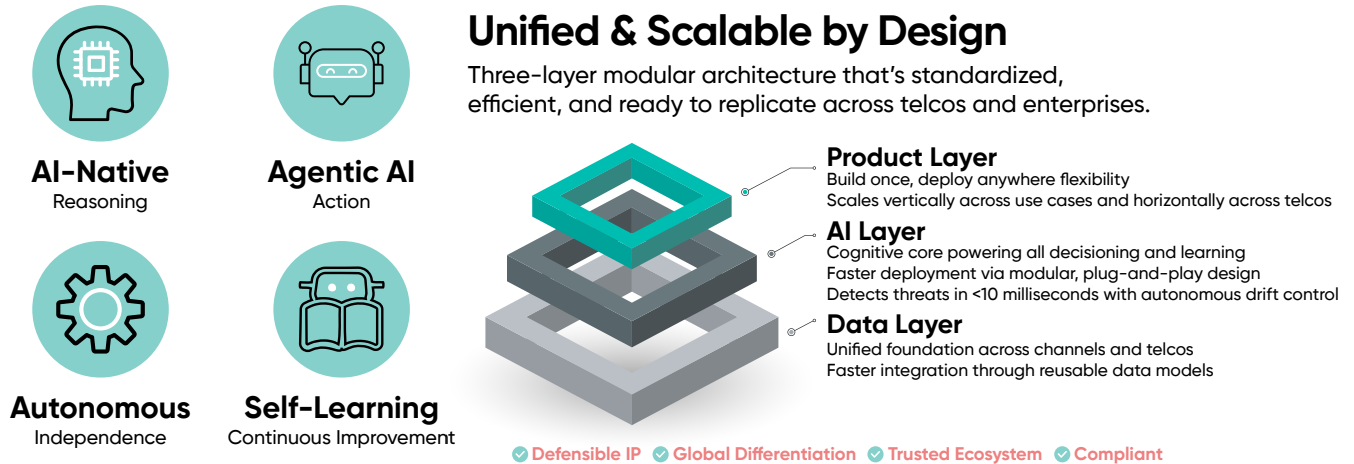 AI-Native
Reasoning
Agentic AI
Action
Autonomous
Independence
Self-Learning
Continuous Improvement
Unified & Scalable by Design
Three-layer modular architecture that's standardized,
efficient, and ready to replicate across telcos and enterprises.
Product Layer
Build once, deploy anywhere flexibility
Scales vertically across use cases and horizontally across telcos
AI Layer
Cognitive core powering all decisioning and learning
Faster deployment via modular, plug-and-play design
Detects threats in <10 milliseconds with autonomous drift control
Data Layer
Unified foundation across channels and telcos
Faster integration through reusable data models
Defensible IP Global Differentiation Trusted Ecosystem Compliant